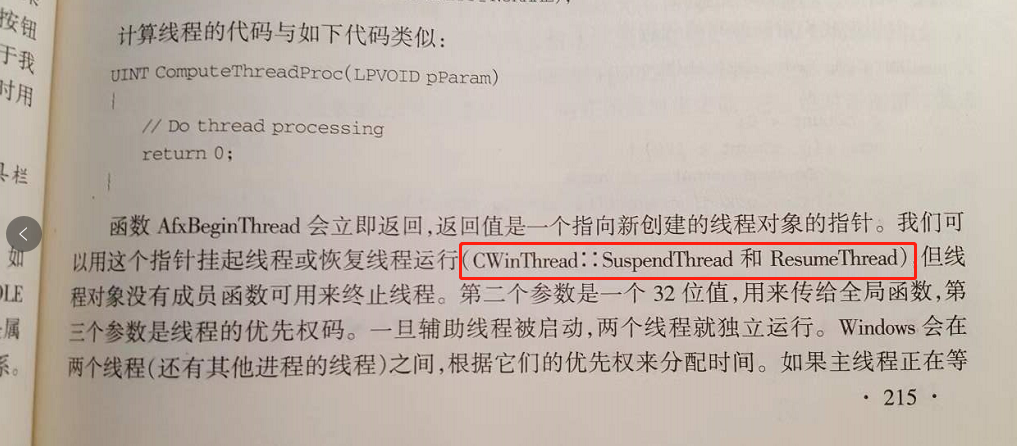 按钮
计算线程的代码与如下代码类似:
于我
UINT ComputeThreadProc(LPVOID pParam)
时用
{
// Do thread processing
return 0;
具栏
}
函数 AfxBeginThread 会立即返回,返回值是一个指向新创建的线程对象的指针。我们可
如
以用这个指针挂起线程或恢复线程运行(CWinThread∷SuspendThread 和 ResumeThread),但线
OLE
程对象没有成员函数可用来终止线程。第二个参数是一个 32 位值,用来传给全局函数,第
属
三个参数是线程的优先权码。一旦辅助线程被启动,两个线程就独立运行。Windows 会在
系。
两个线程(还有其他进程的线程)之间,根据它们的优先权来分配时间。如果主线程正在等
· 215 ·